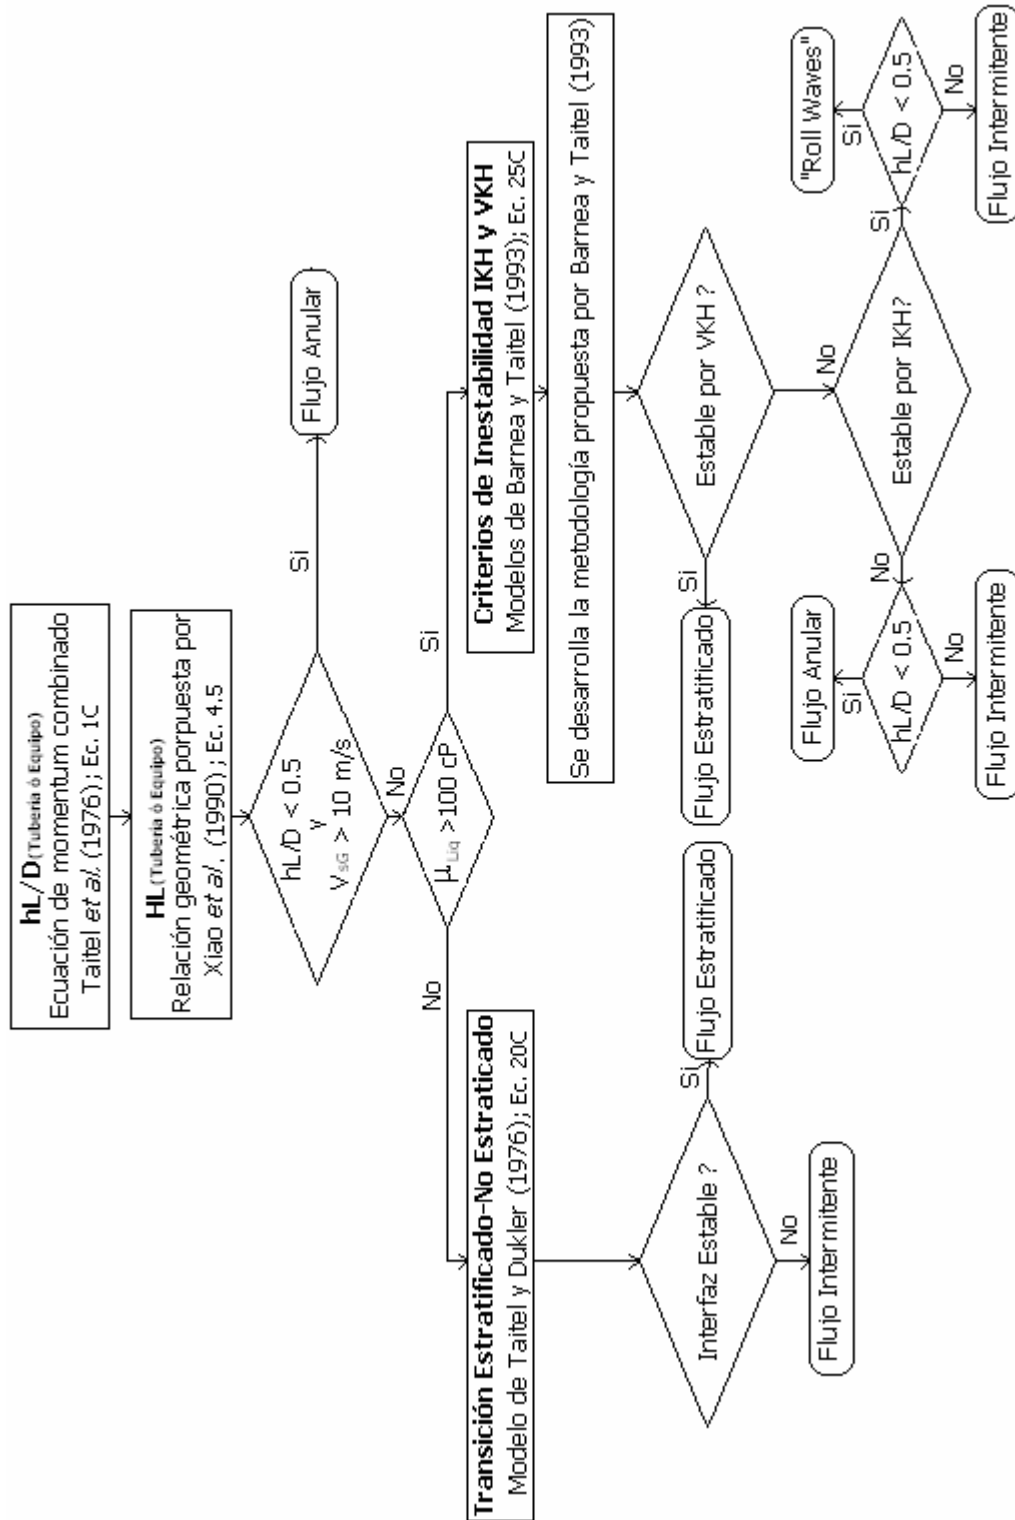 hL/D(Tubería ó Equipo)
Ecuación de momentum combinado
Taitel et al. (1976); Ec. 1C
HL(Tubería ó Equipo)
Relación geométrica porpuesta por
Xiao et al. (1990); Ec. 4.5
hL/D < 0.5
y
VsG > 10 m/s
Si
Flujo Anular
No
μLiq >100 cP
No
Si
Transición Estratificado-No Estraticado
Modelo de Taitel y Dukler (1976); Ec. 20C
Criterios de Inestabilidad IKH y VKH
Modelos de Barnea y Taitel (1993); Ec. 25C
Se desarrolla la metodología propuesta por Barnea y Taitel (1993)
Interfaz Estable ?
Si
Flujo Estratificado
No
Flujo Intermitente
Estable por VKH ?
Si
Flujo Estratificado
No
Estable por IKH?
No
Si
Flujo Anular
Si
hL/D < 0.5
No
Flujo Intermitente
"Roll Waves"
Si
hL/D < 0.5
No
Flujo Intermitente